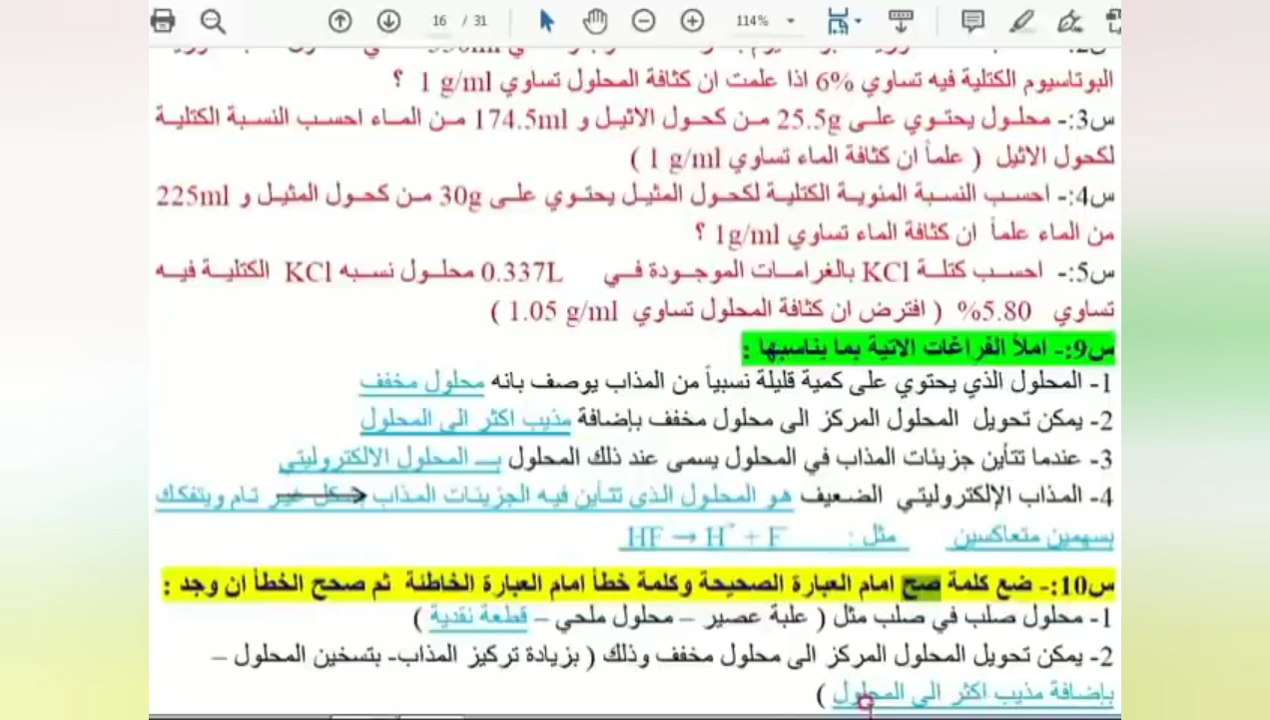 16 / 31
114%
البوتاسيوم الكتلية فيه تساوي 6% اذا علمت ان كثافة المحلول تساوي 1 g/ml ؟
س3:- محلول يحتوي على 25.5g من كحول الاثيل و 174.5ml من الماء احسب النسبة الكتلية
لكحول الاثيل ( علماً ان كثافة الماء تساوي 1 g/ml )
س4:- احسب النسبة المئوية الكتلية لكحول المثيل يحتوي على 30g من كحول المثيل و 225ml
من الماء علماً ان كثافة الماء تساوي 1g/ml ؟
س5:- احسب كتلة KCl بالغرامات الموجودة في 0.337L محلول نسبه KCl الكتلية فيه
تساوي 5.80% ( افترض ان كثافة المحلول تساوي 1.05 g/ml )
س9:- املأ الفراغات الاتية بما يناسبها :
1- المحلول الذي يحتوي على كمية قليلة نسبياً من المذاب يوصف بانه محلول مخفف
2- يمكن تحويل المحلول المركز الى محلول مخفف بإضافة مذيب اكثر الى المحلول
3- عندما تتأين جزيئات المذاب في المحلول يسمى عند ذلك المحلول بـــ المحلول الالكتروليتي
4- المذاب الإلكتروليتي الضعيف هو المحلول الذي تتأين فيه الجزيئات المذاب بشكل غير تام ويتفكك
بسهمين متعاكسين مثل : HF → H⁺ + F⁻
س10:- ضع كلمة صح امام العبارة الصحيحة وكلمة خطأ امام العبارة الخاطئة ثم صحح الخطأ ان وجد :
1- محلول صلب في صلب مثل ( علبة عصير – محلول ملحي – قطعة نقدية )
2- يمكن تحويل المحلول المركز الى محلول مخفف وذلك ( بزيادة تركيز المذاب- بتسخين المحلول –
بإضافة مذيب اكثر الى المحلول )